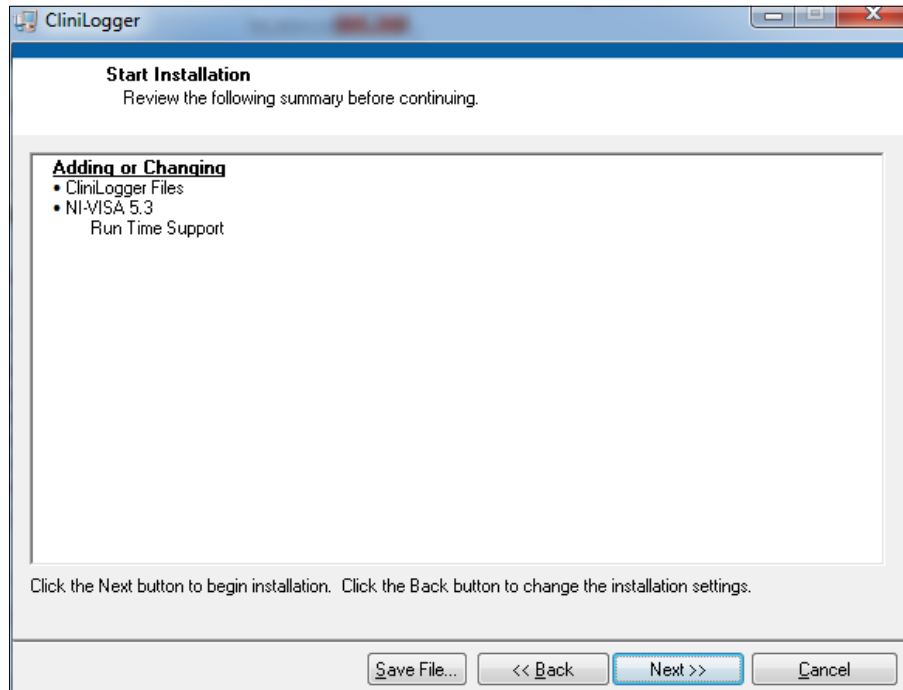 CliniLogger
Start Installation
Review the following summary before continuing.
Adding or Changing
• CliniLogger Files
• NI-VISA 5.3
Run Time Support
Click the Next button to begin installation. Click the Back button to change the installation settings.
Save File... << Back Next >> Cancel